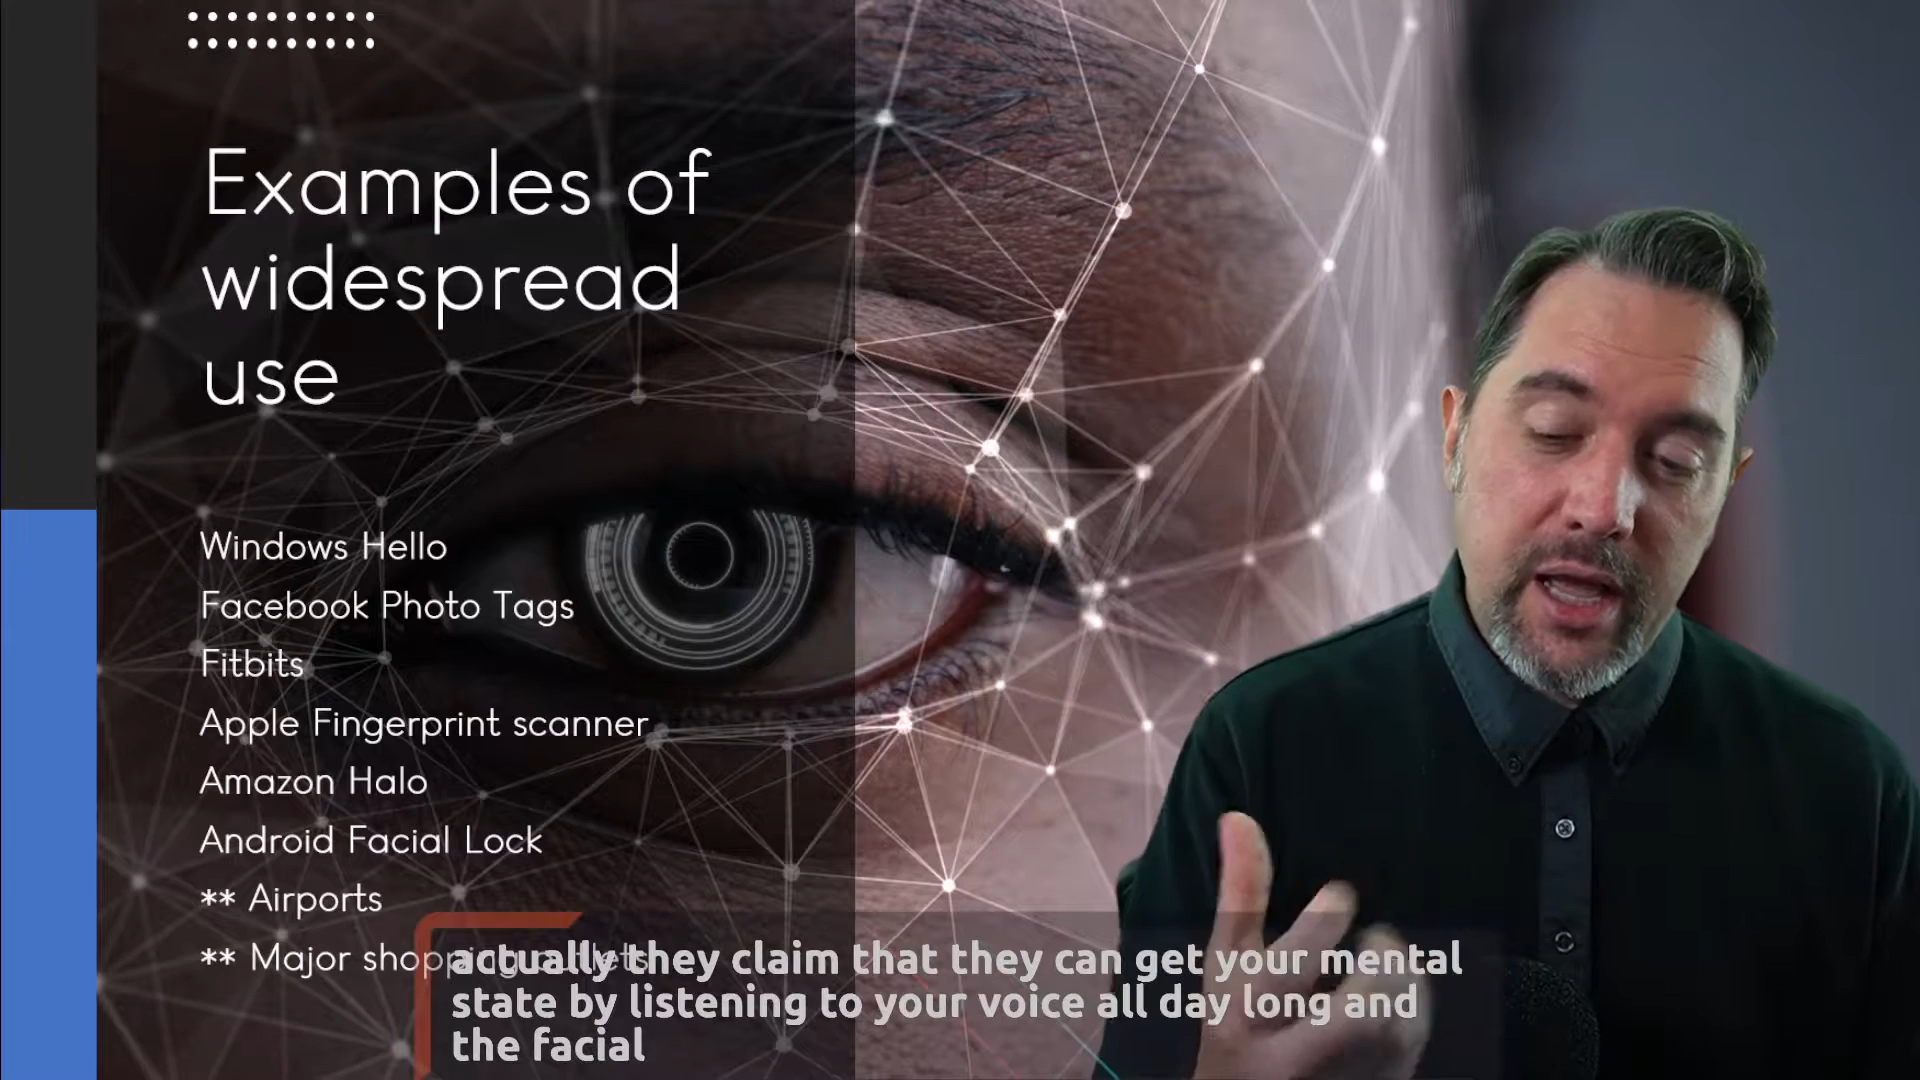 Examples of
widespread
use
Windows Hello
Facebook Photo Tags
Fitbits
Apple Fingerprint scanner
Amazon Halo
Android Facial Lock
** Airports
** Major shopping outlets
actually they claim that they can get your mental
state by listening to your voice all day long and
the facial